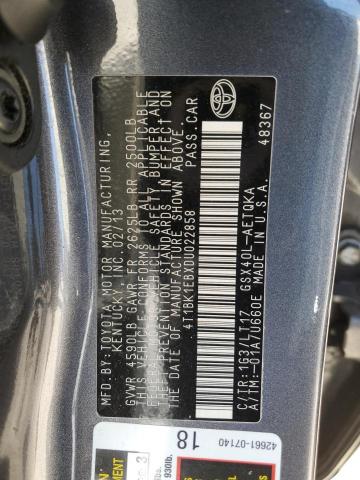 MFD.BY:TOYOTA MOTOR MANUFACTURING,
KENTUCKY, INC. 02/13
GVWR 4590LB GAWR FR 2625LB RR 2500LB
THIS VEHICLE CONFORMS TO ALL APPLICABLE
FEDERAL MOTOR VEHICLE SAFETY, BUMPER AND
THEFT PREVENTION STANDARDS IN EFFECT ON
THE DATE OF MANUFACTURE SHOWN ABOVE.
4T1BK1EBXDU022858 PASS.CAR
C/TR:1G3/LT17 GSX40L-AETQKA
A/TM:-01A/U660E MADE IN U.S.A.
48367
42661-07140
18
3
930lb.